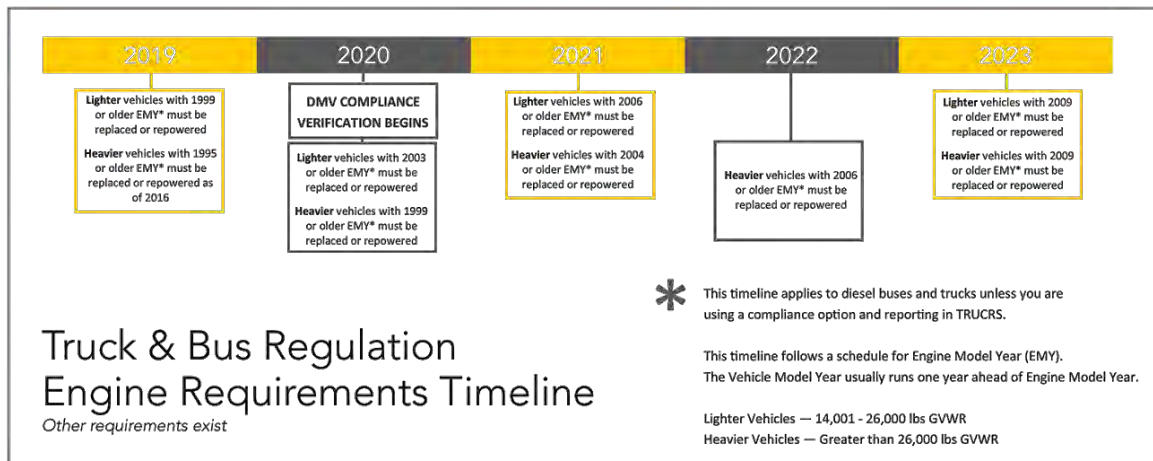 2019
2020
2021
2022
2023
Lighter vehicles with 1999
or older EMY* must be
replaced or repowered
Heavier vehicles with 1995
or older EMY* must be
replaced or repowered as
of 2016
DMV COMPLIANCE
VERIFICATION BEGINS
Lighter vehicles with 2003
or older EMY* must be
replaced or repowered
Heavier vehicles with 1999
or older EMY* must be
replaced or repowered
Lighter vehicles with 2006
or older EMY* must be
replaced or repowered
Heavier vehicles with 2004
or older EMY* must be
replaced or repowered
Heavier vehicles with 2006
or older EMY* must be
replaced or repowered
Lighter vehicles with 2009
or older EMY* must be
replaced or repowered
Heavier vehicles with 2009
or older EMY* must be
replaced or repowered
Truck & Bus Regulation
Engine Requirements Timeline
Other requirements exist
* This timeline applies to diesel buses and trucks unless you are
using a compliance option and reporting in TRUCRS.
This timeline follows a schedule for Engine Model Year (EMY).
The Vehicle Model Year usually runs one year ahead of Engine Model Year.
Lighter Vehicles — 14,001 - 26,000 lbs GVWR
Heavier Vehicles — Greater than 26,000 lbs GVWR